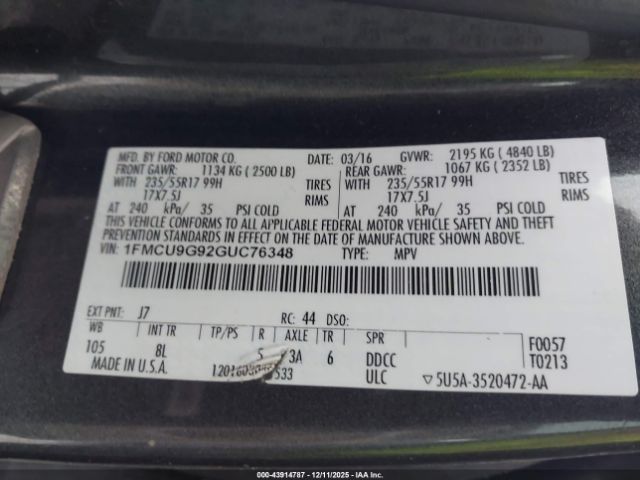 MFD. BY FORD MOTOR CO. DATE: 03/16 GVWR: 2195 KG ( 4840 LB)
FRONT GAWR: 1134 KG ( 2500 LB) REAR GAWR: 1067 KG ( 2352 LB)
WITH 235/55R17 99H TIRES WITH 235/55R17 99H TIRES
17X7.5J RIMS 17X7.5J RIMS
AT 240 kPa/ 35 PSI COLD AT 240 kPa/ 35 PSI COLD
THIS VEHICLE CONFORMS TO ALL APPLICABLE FEDERAL MOTOR VEHICLE SAFETY AND THEFT
PREVENTION STANDARDS IN EFFECT ON THE DATE OF MANUFACTURE SHOWN ABOVE.
VIN: 1FMCU9G92GUC76348 TYPE: MPV
EXT PNT: J7 RC: 44 DSO:
WB INT TR TP/PS R AXLE TR SPR
105 8L 5 3A 6 DDCC
F0057
T0213
MADE IN U.S.A. ULC ▽5U5A-3520472-AA
© 000-43914787 - 12/11/2025 - IAAI.COM